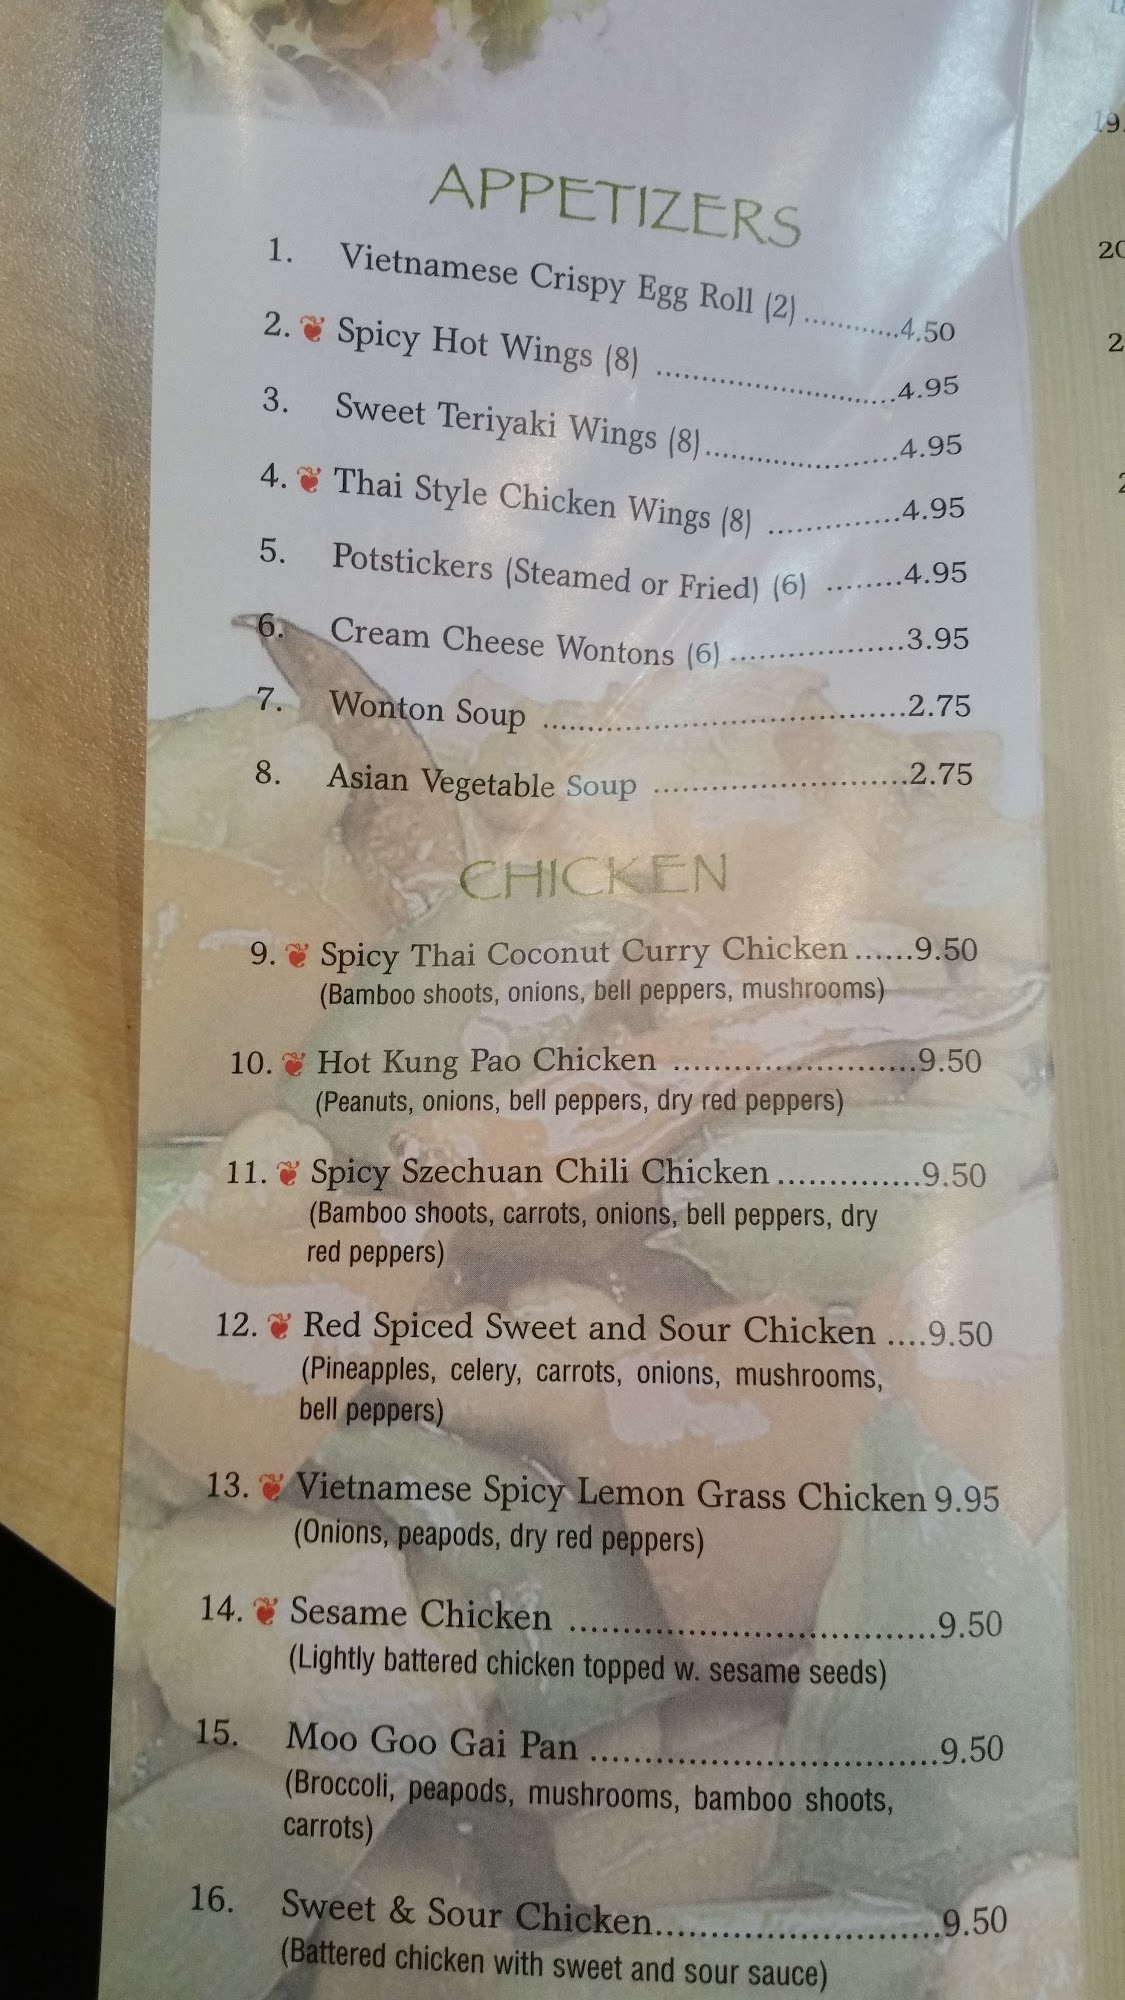 APPETIZERS
1. Vietnamese Crispy Egg Roll (2) ............4.50
2. Spicy Hot Wings (8) ..............................4.95
3. Sweet Teriyaki Wings (8)........................4.95
4. Thai Style Chicken Wings (8) ..............4.95
5. Potstickers (Steamed or Fried) (6) ........4.95
6. Cream Cheese Wontons (6) ..................3.95
7. Wonton Soup ......................................2.75
8. Asian Vegetable Soup ..........................2.75
CHICKEN
9. Spicy Thai Coconut Curry Chicken ......9.50
(Bamboo shoots, onions, bell peppers, mushrooms)
10. Hot Kung Pao Chicken ........................9.50
(Peanuts, onions, bell peppers, dry red peppers)
11. Spicy Szechuan Chili Chicken ..............9.50
(Bamboo shoots, carrots, onions, bell peppers, dry
red peppers)
12. Red Spiced Sweet and Sour Chicken ....9.50
(Pineapples, celery, carrots, onions, mushrooms,
bell peppers)
13. Vietnamese Spicy Lemon Grass Chicken 9.95
(Onions, peapods, dry red peppers)
14. Sesame Chicken ..................................9.50
(Lightly battered chicken topped w. sesame seeds)
15. Moo Goo Gai Pan ................................9.50
(Broccoli, peapods, mushrooms, bamboo shoots,
carrots)
16. Sweet & Sour Chicken..........................9.50
(Battered chicken with sweet and sour sauce)
19.
20